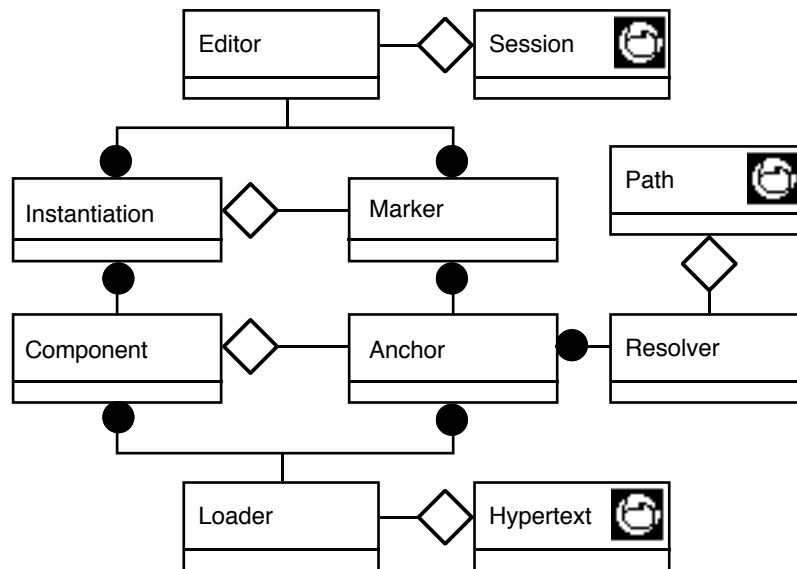 Editor
Session
Instantiation
Marker
Path
Component
Anchor
Resolver
Loader
Hypertext